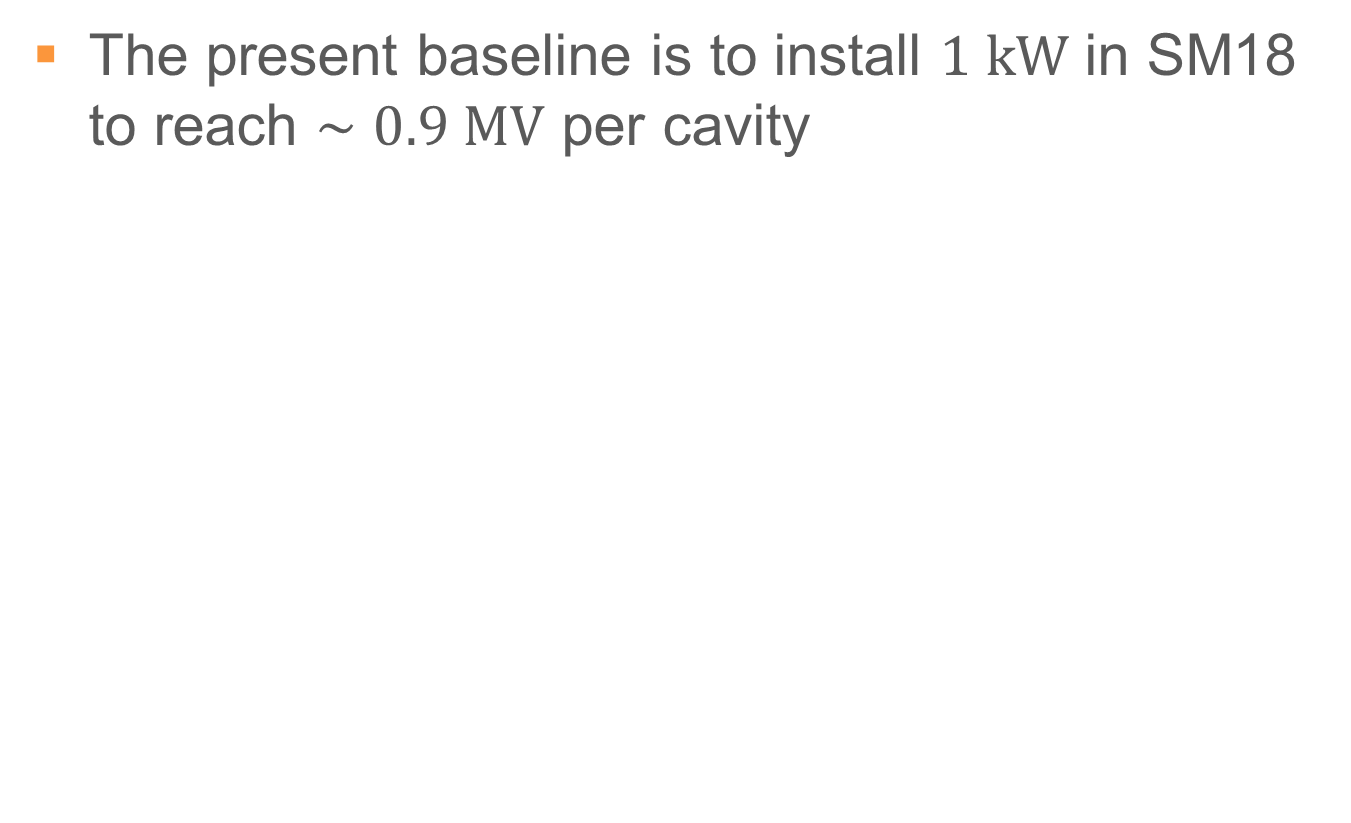 ▪ The present baseline is to install 1 kW in SM18
to reach ~ 0.9 MV per cavity